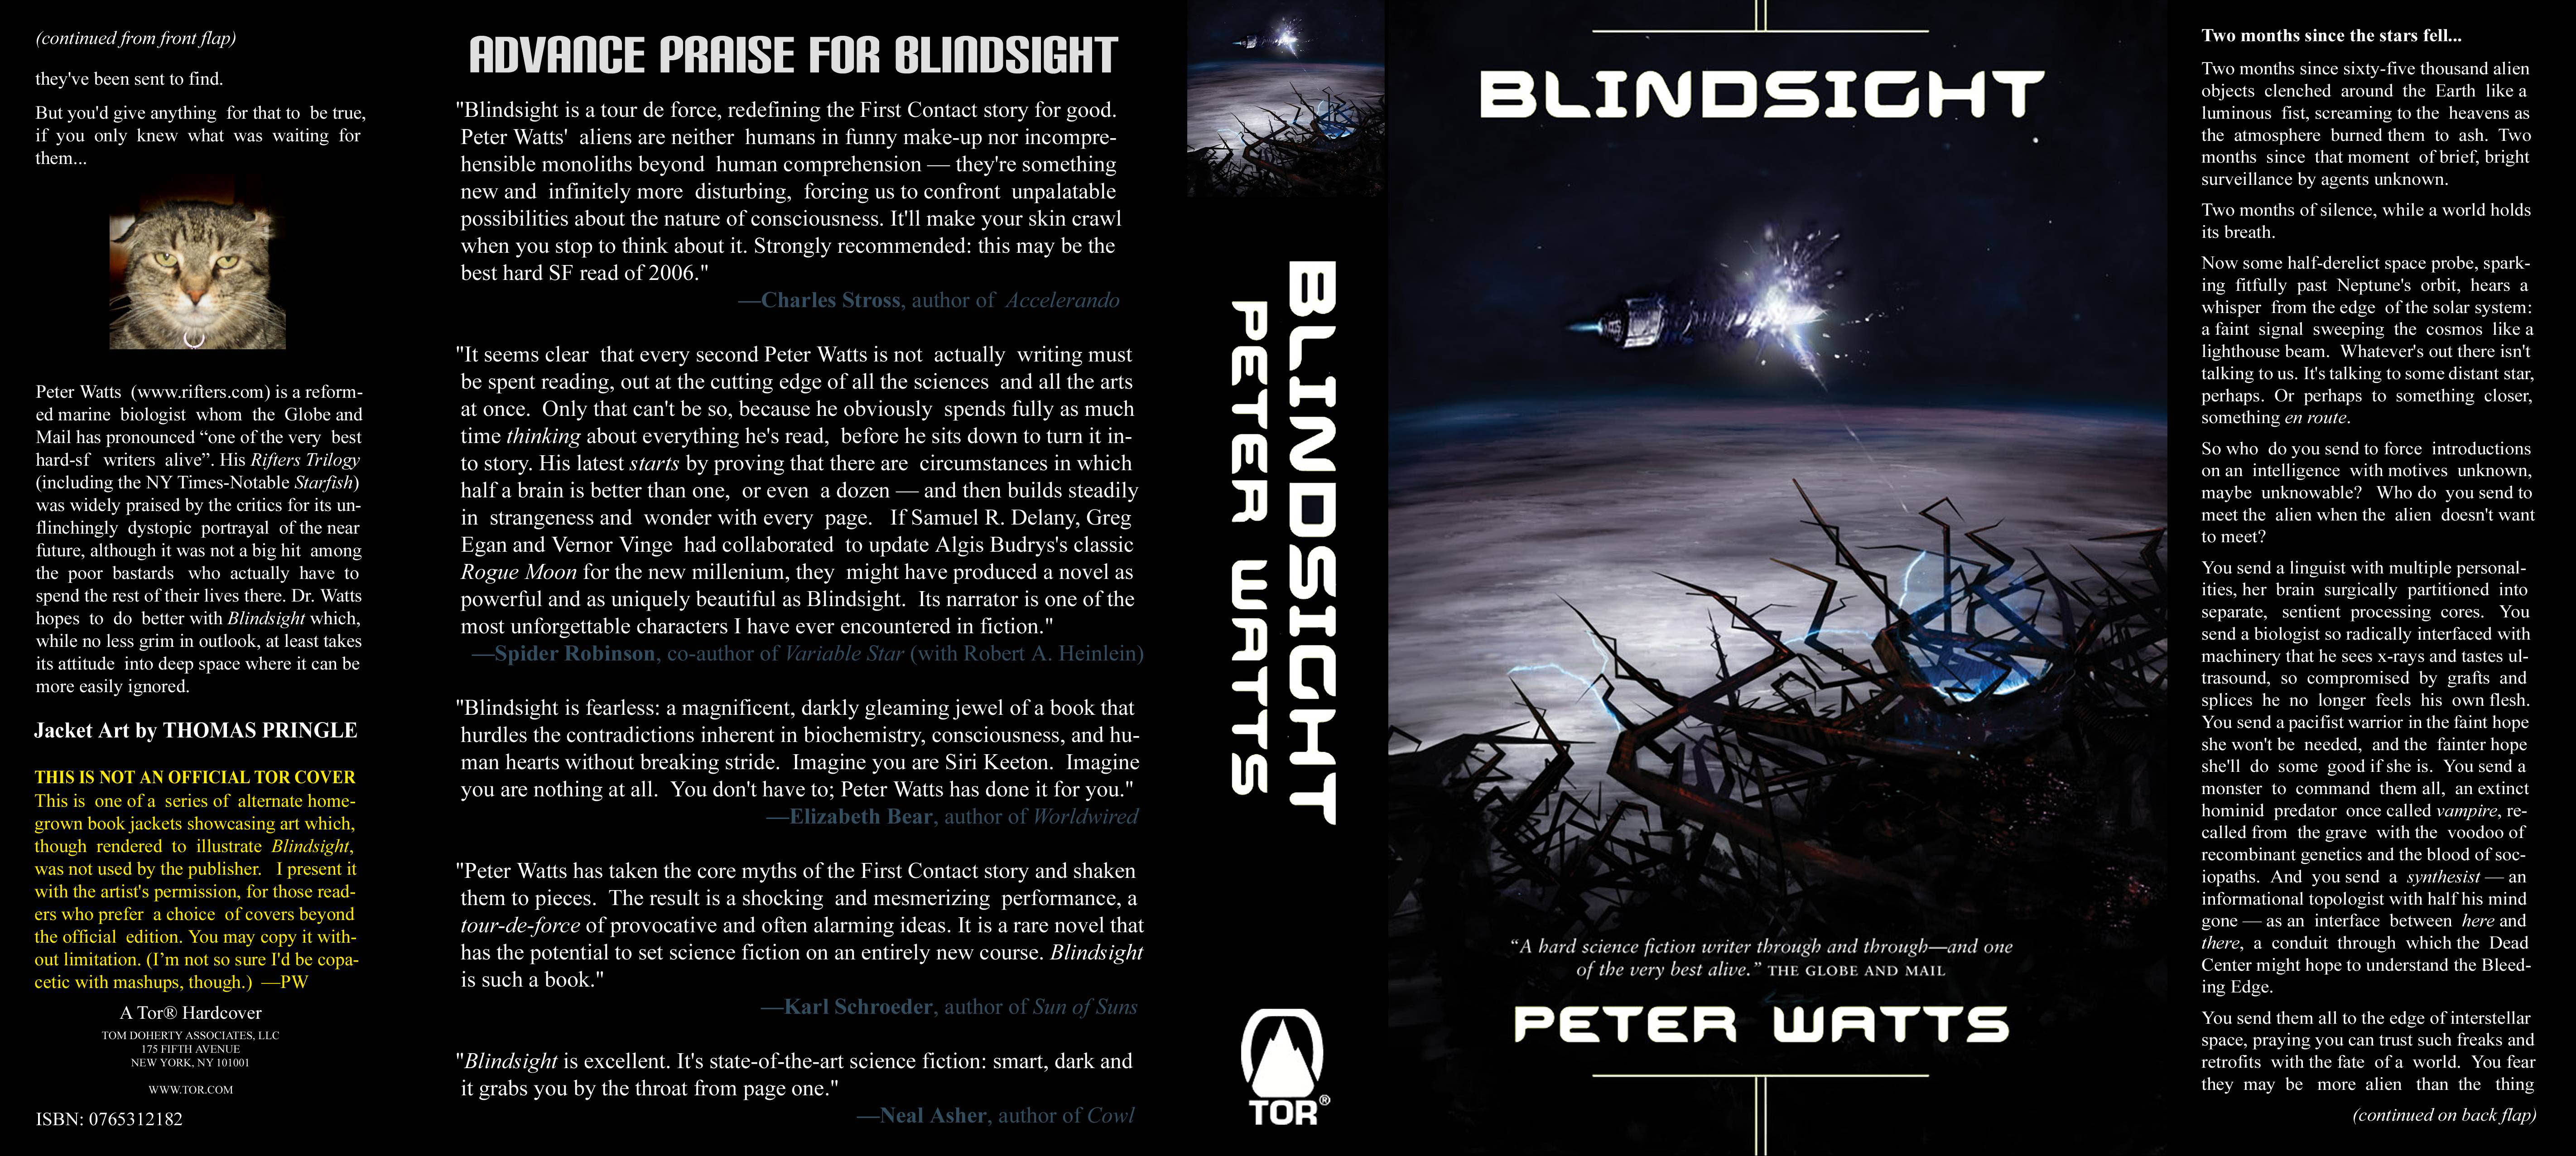 (continued from front flap)
they've been sent to find.
But you'd give anything for that to be true,
if you only knew what was waiting for
them...
Peter Watts (www.rifters.com) is a reform-
ed marine biologist whom the Globe and
Mail has pronounced “one of the very best
hard-sf writers alive”. His Rifters Trilogy
(including the NY Times-Notable Starfish)
was widely praised by the critics for its un-
flinchingly dystopic portrayal of the near
future, although it was not a big hit among
the poor bastards who actually have to
spend the rest of their lives there. Dr. Watts
hopes to do better with Blindsight which,
while no less grim in outlook, at least takes
its attitude into deep space where it can be
more easily ignored.
Jacket Art by THOMAS PRINGLE
THIS IS NOT AN OFFICIAL TOR COVER
This is one of a series of alternate home-
grown book jackets showcasing art which,
though rendered to illustrate Blindsight,
was not used by the publisher. I present it
with the artist's permission, for those read-
ers who prefer a choice of covers beyond
the official edition. You may copy it with-
out limitation. (I’m not so sure I'd be copa-
cetic with mashups, though.) —PW
A Tor® Hardcover
TOM DOHERTY ASSOCIATES, LLC
175 FIFTH AVENUE
NEW YORK, NY 101001
WWW.TOR.COM
ISBN: 0765312182
ADVANCE PRAISE FOR BLINDSIGHT
"Blindsight is a tour de force, redefining the First Contact story for good.
Peter Watts' aliens are neither humans in funny make-up nor incompre-
hensible monoliths beyond human comprehension — they're something
new and infinitely more disturbing, forcing us to confront unpalatable
possibilities about the nature of consciousness. It'll make your skin crawl
when you stop to think about it. Strongly recommended: this may be the
best hard SF read of 2006."
—Charles Stross, author of Accelerando
"It seems clear that every second Peter Watts is not actually writing must
be spent reading, out at the cutting edge of all the sciences and all the arts
at once. Only that can't be so, because he obviously spends fully as much
time thinking about everything he's read, before he sits down to turn it in-
to story. His latest starts by proving that there are circumstances in which
half a brain is better than one, or even a dozen — and then builds steadily
in strangeness and wonder with every page. If Samuel R. Delany, Greg
Egan and Vernor Vinge had collaborated to update Algis Budrys's classic
Rogue Moon for the new millenium, they might have produced a novel as
powerful and as uniquely beautiful as Blindsight. Its narrator is one of the
most unforgettable characters I have ever encountered in fiction."
—Spider Robinson, co-author of Variable Star (with Robert A. Heinlein)
"Blindsight is fearless: a magnificent, darkly gleaming jewel of a book that
hurdles the contradictions inherent in biochemistry, consciousness, and hu-
man hearts without breaking stride. Imagine you are Siri Keeton. Imagine
you are nothing at all. You don't have to; Peter Watts has done it for you."
—Elizabeth Bear, author of Worldwired
"Peter Watts has taken the core myths of the First Contact story and shaken
them to pieces. The result is a shocking and mesmerizing performance, a
tour-de-force of provocative and often alarming ideas. It is a rare novel that
has the potential to set science fiction on an entirely new course. Blindsight
is such a book."
—Karl Schroeder, author of Sun of Suns
"Blindsight is excellent. It's state-of-the-art science fiction: smart, dark and
it grabs you by the throat from page one."
—Neal Asher, author of Cowl
BLINDSIGHT
PETER WATTS
TOR®
BLINDSIGHT
“A hard science fiction writer through and through—and one
of the very best alive.” THE GLOBE AND MAIL
PETER WATTS
Two months since the stars fell...
Two months since sixty-five thousand alien
objects clenched around the Earth like a
luminous fist, screaming to the heavens as
the atmosphere burned them to ash. Two
months since that moment of brief, bright
surveillance by agents unknown.
Two months of silence, while a world holds
its breath.
Now some half-derelict space probe, spark-
ing fitfully past Neptune's orbit, hears a
whisper from the edge of the solar system:
a faint signal sweeping the cosmos like a
lighthouse beam. Whatever's out there isn't
talking to us. It's talking to some distant star,
perhaps. Or perhaps to something closer,
something en route.
So who do you send to force introductions
on an intelligence with motives unknown,
maybe unknowable? Who do you send to
meet the alien when the alien doesn't want
to meet?
You send a linguist with multiple personal-
ities, her brain surgically partitioned into
separate, sentient processing cores. You
send a biologist so radically interfaced with
machinery that he sees x-rays and tastes ul-
trasound, so compromised by grafts and
splices he no longer feels his own flesh.
You send a pacifist warrior in the faint hope
she won't be needed, and the fainter hope
she'll do some good if she is. You send a
monster to command them all, an extinct
hominid predator once called vampire, re-
called from the grave with the voodoo of
recombinant genetics and the blood of soc-
iopaths. And you send a synthesist — an
informational topologist with half his mind
gone — as an interface between here and
there, a conduit through which the Dead
Center might hope to understand the Bleed-
ing Edge.
You send them all to the edge of interstellar
space, praying you can trust such freaks and
retrofits with the fate of a world. You fear
they may be more alien than the thing
(continued on back flap)